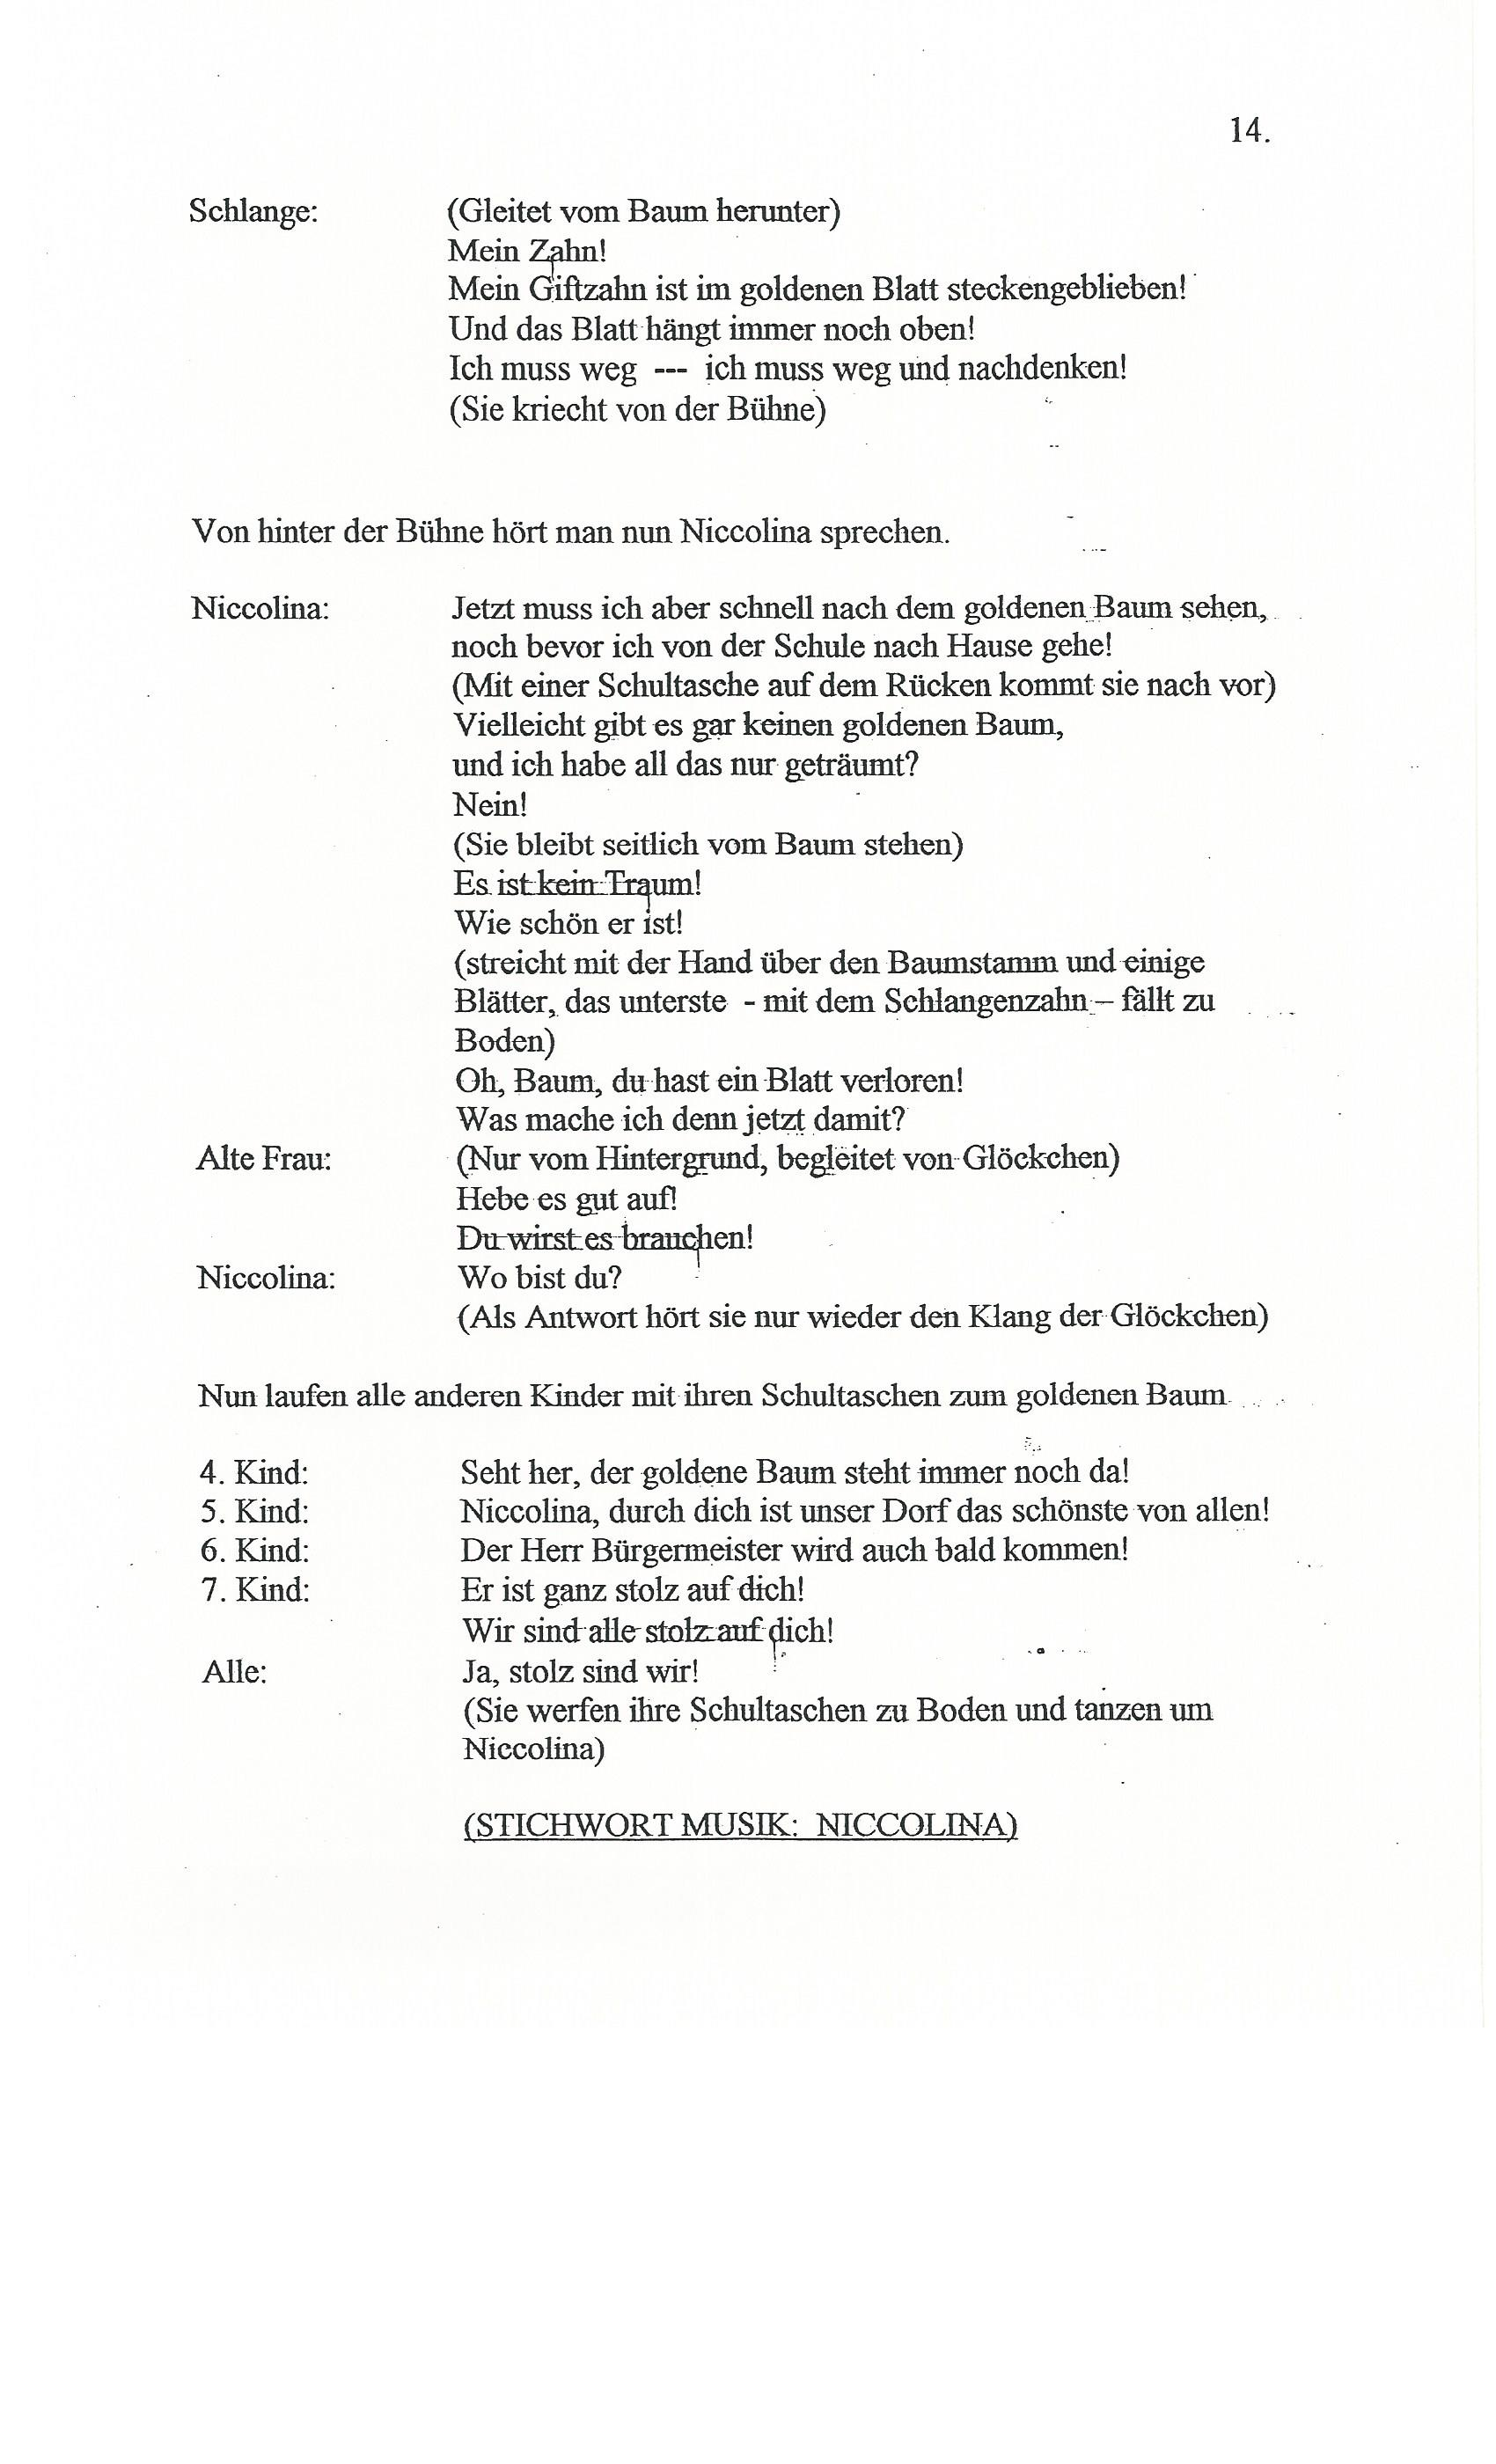 14.
Schlange: (Gleitet vom Baum herunter)
Mein Zahn!
Mein Giftzahn ist im goldenen Blatt steckengeblieben!
Und das Blatt hängt immer noch oben!
Ich muss weg --- ich muss weg und nachdenken!
(Sie kriecht von der Bühne)
Von hinter der Bühne hört man nun Niccolina sprechen.
Niccolina: Jetzt muss ich aber schnell nach dem goldenen Baum sehen,
noch bevor ich von der Schule nach Hause gehe!
(Mit einer Schultasche auf dem Rücken kommt sie nach vor)
Vielleicht gibt es gar keinen goldenen Baum,
und ich habe all das nur geträumt?
Nein!
(Sie bleibt seitlich vom Baum stehen)
Es ist kein Traum!
Wie schön er ist!
(streicht mit der Hand über den Baumstamm und einige
Blätter, das unterste - mit dem Schlangenzahn – fällt zu
Boden)
Oh, Baum, du hast ein Blatt verloren!
Was mache ich denn jetzt damit?
Alte Frau: (Nur vom Hintergrund, begleitet von Glöckchen)
Hebe es gut auf!
Du wirst es brauchen!
Niccolina: Wo bist du?
(Als Antwort hört sie nur wieder den Klang der Glöckchen)
Nun laufen alle anderen Kinder mit ihren Schultaschen zum goldenen Baum
4. Kind: Seht her, der goldene Baum steht immer noch da!
5. Kind: Niccolina, durch dich ist unser Dorf das schönste von allen!
6. Kind: Der Herr Bürgermeister wird auch bald kommen!
7. Kind: Er ist ganz stolz auf dich!
Wir sind alle stolz auf dich!
Alle: Ja, stolz sind wir!
(Sie werfen ihre Schultaschen zu Boden und tanzen um
Niccolina)
(STICHWORT MUSIK: NICCOLINA)